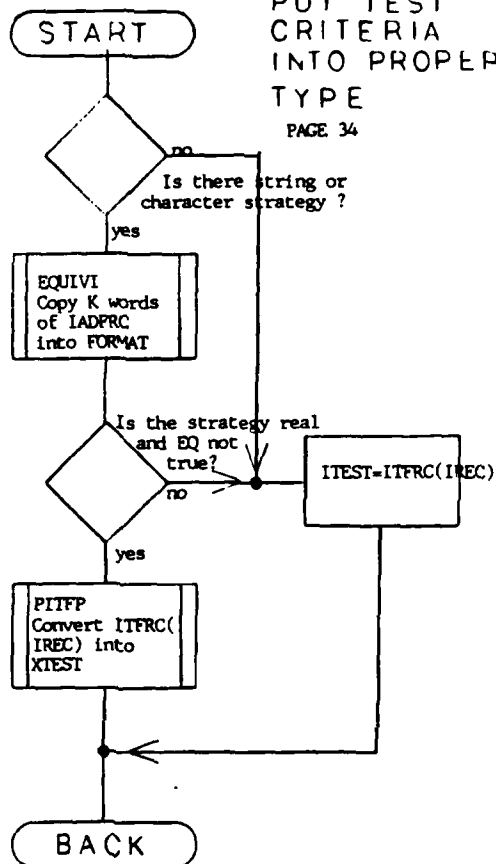 START
PUT TEST
CRITERIA
INTO PROPER
TYPE
PAGE 34
no
Is there string or
character strategy ?
yes
EQUIVI
Copy K words
of IADPRC
into FORMAT
Is the strategy real
and EQ not
true?
no
ITEST=ITFRC(IREC)
yes
PITFP
Convert ITFRC(
IREC) into
XTEST
BACK